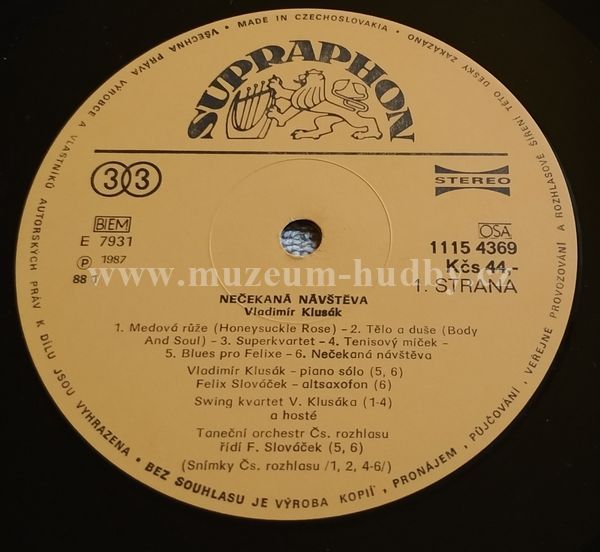 VŠECHNA PRÁVA VÝROBCE A VLASTNÍKŮ AUTORSKÝCH PRÁV K DÍLU JSOU VYHRAZENA • BEZ SOUHLASU JE VÝROBA KOPIÍ, PRONÁJEM, PŮJČOVÁNÍ, VEŘEJNÉ PROVOZOVÁNÍ A ROZHLASOVÉ ŠÍŘENÍ TÉTO DESKY ZAKÁZÁNO • MADE IN CZECHOSLOVAKIA •
SUPRAPHON
33
STEREO
BIEM
E 7931
OSA
1115 4369
Ⓟ 1987
Kčs 44,-
88 1
1. STRANA
www.muzeum-hudby.cz
NEČEKANÁ NÁVŠTĚVA
Vladimír Klusák
1. Medová růže (Honeysuckle Rose) – 2. Tělo a duše (Body
And Soul) – 3. Superkvartet – 4. Tenisový míček –
5. Blues pro Felixe – 6. Nečekaná návštěva
Vladimír Klusák – piano sólo (5, 6)
Felix Slováček – altsaxofon (6)
Swing kvartet V. Klusáka (1-4)
a hosté
Taneční orchestr Čs. rozhlasu
řídí F. Slováček (5, 6)
(Snímky Čs. rozhlasu /1, 2, 4-6/)